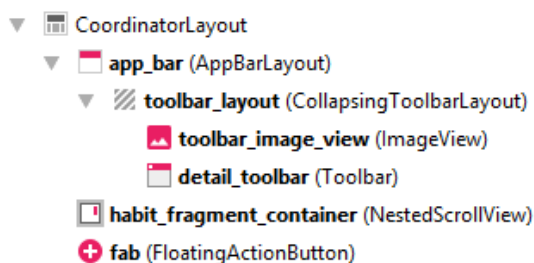 CoordinatorLayout
app_bar (AppBarLayout)
toolbar_layout (CollapsingToolbarLayout)
toolbar_image_view (ImageView)
detail_toolbar (Toolbar)
habit_fragment_container (NestedScrollView)
fab (FloatingActionButton)